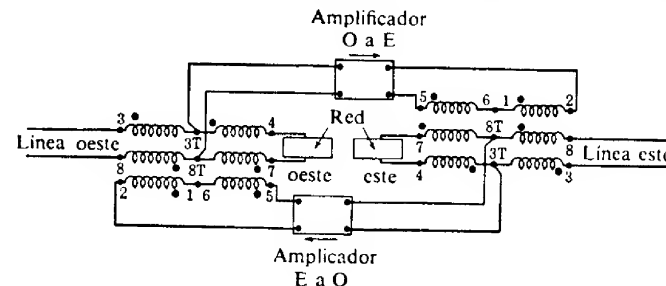 Amplificador
O a E
5
6
1
2
3
3T
4
Red
7
8T
8
Línea oeste
Línea este
8
8T
7
oeste
este
4
3T
3
2
1
6
5
Amplicador
E a O